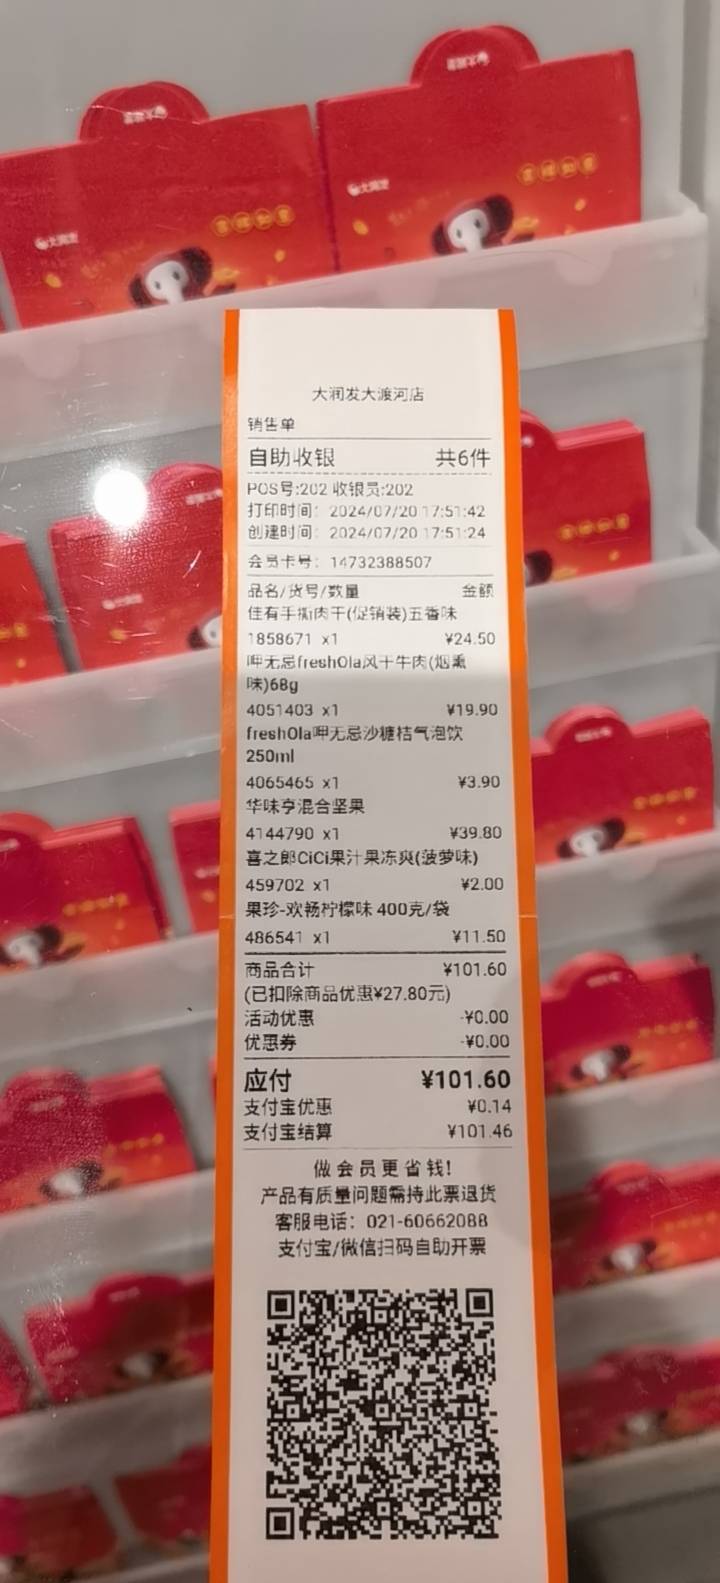 大润发
大润发
大润发大渡河店
销售单
自助收银 共6件
POS号:202 收银员:202
打印时间: 2024/07/20 17:51:42
创建时间: 2024/07/20 17:51:24
会员卡号: 14732388507
品名/货号/数量 金额
佳有手撕肉干(促销装)五香味
1858671 x1 ¥24.50
呷无忌freshOla风干牛肉(烟熏
味)68g
4051403 x1 ¥19.90
freshOla呷无忌沙糖桔气泡饮
250ml
4065465 x1 ¥3.90
华味亨混合坚果
4144790 x1 ¥39.80
喜之郎CiCi果汁果冻爽(菠萝味)
459702 x1 ¥2.00
果珍-欢畅柠檬味 400克/袋
486541 x1 ¥11.50
商品合计 ¥101.60
(已扣除商品优惠¥27.80元)
活动优惠 -¥0.00
优惠券 -¥0.00
应付 ¥101.60
支付宝优惠 ¥0.14
支付宝结算 ¥101.46
做会员更省钱!
产品有质量问题需持此票退货
客服电话: 021-60662088
支付宝/微信扫码自助开票